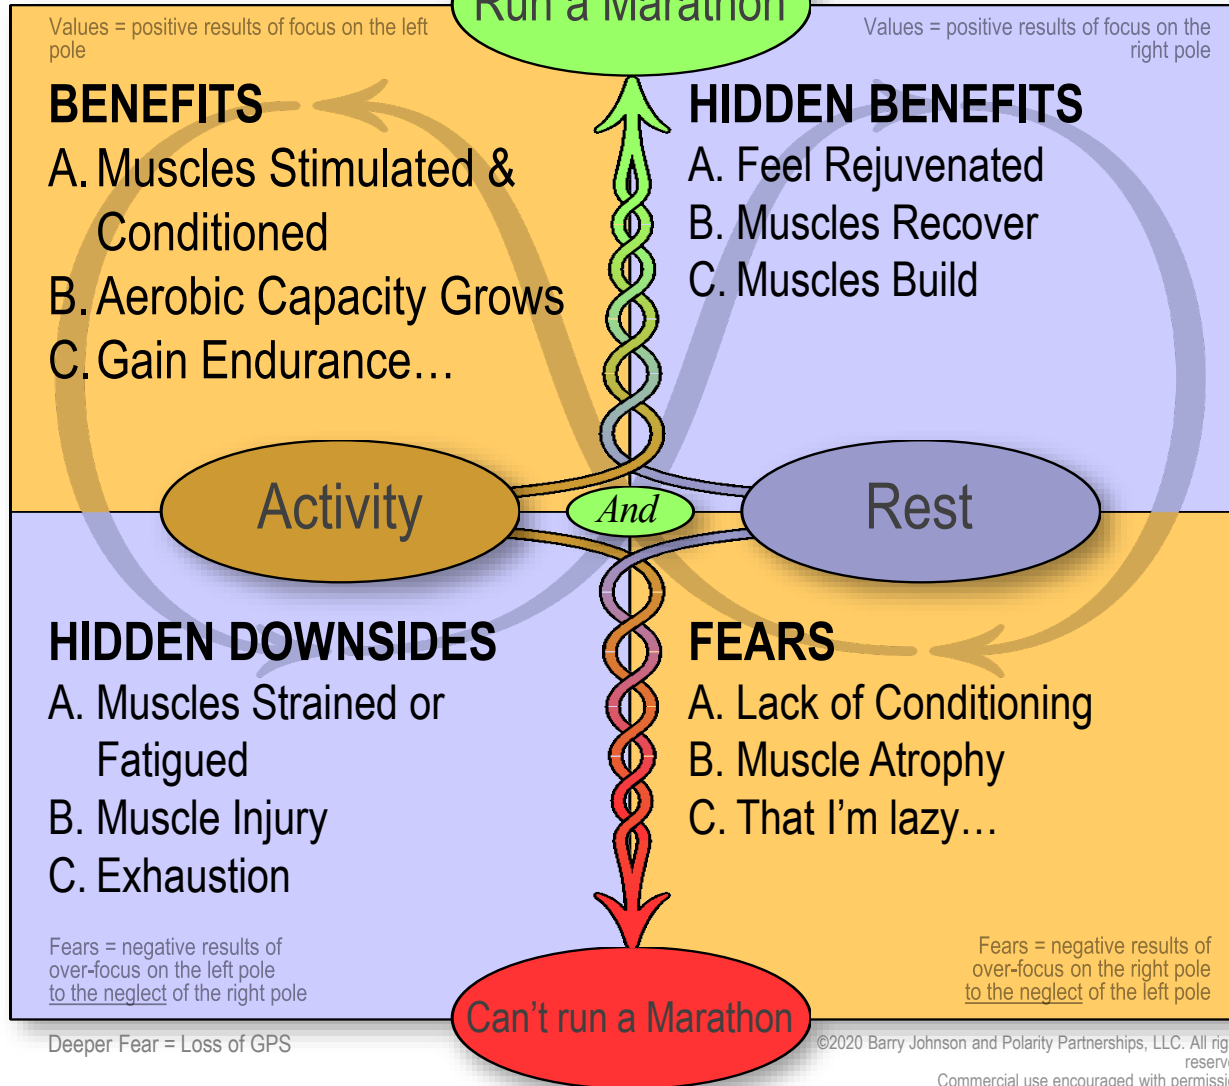 Run a Marathon
Values = positive results of focus on the left
pole
Values = positive results of focus on the
right pole
BENEFITS
A. Muscles Stimulated &
Conditioned
B. Aerobic Capacity Grows
C. Gain Endurance…
HIDDEN BENEFITS
A. Feel Rejuvenated
B. Muscles Recover
C. Muscles Build
Activity
And
Rest
HIDDEN DOWNSIDES
A. Muscles Strained or
Fatigued
B. Muscle Injury
C. Exhaustion
FEARS
A. Lack of Conditioning
B. Muscle Atrophy
C. That I’m lazy…
Fears = negative results of
over-focus on the left pole
to the neglect of the right pole
Fears = negative results of
over-focus on the right pole
to the neglect of the left pole
Can’t run a Marathon
Deeper Fear = Loss of GPS
©2020 Barry Johnson and Polarity Partnerships, LLC. All
Commercial use encouraged with